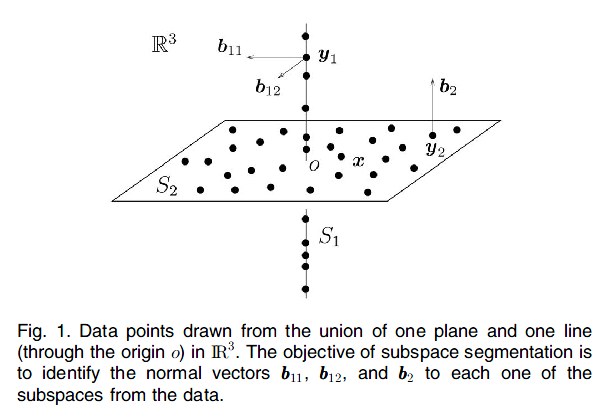 ℝ³
b₁₁
y₁
b₁₂
b₂
y₂
x
O
S₂
S₁
Fig. 1. Data points drawn from the union of one plane and one line
(through the origin o) in ℝ³. The objective of subspace segmentation is
to identify the normal vectors b₁₁, b₁₂, and b₂ to each one of the
subspaces from the data.